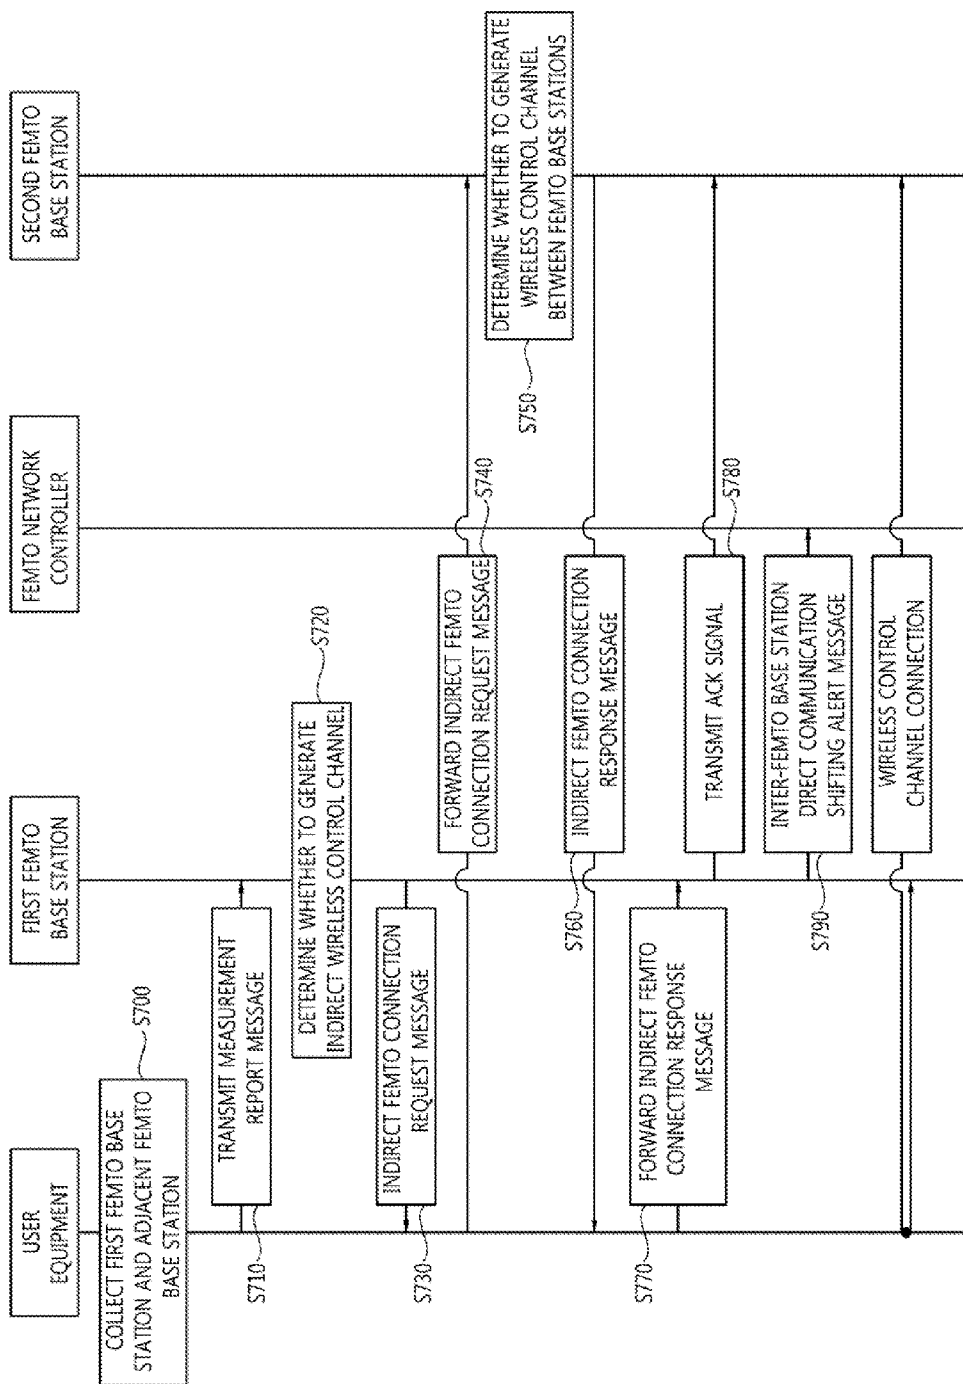 USER
EQUIPMENT
FIRST FEMTO
BASE STATION
FEMTO NETWORK
CONTROLLER
SECOND FEMTO
BASE STATION
COLLECT FIRST FEMTO BASE
STATION AND ADJACENT FEMTO
BASE STATION
S700
TRANSMIT MEASUREMENT
REPORT MESSAGE
S710
DETERMINE WHETHER TO GENERATE
INDIRECT WIRELESS CONTROL CHANNEL
S720
INDIRECT FEMTO CONNECTION
REQUEST MESSAGE
S730
FORWARD INDIRECT FEMTO
CONNECTION REQUEST MESSAGE
S740
DETERMINE WHETHER TO GENERATE
WIRELESS CONTROL CHANNEL
BETWEEN FEMTO BASE STATIONS
S750
INDIRECT FEMTO CONNECTION
RESPONSE MESSAGE
S760
FORWARD INDIRECT FEMTO
CONNECTION RESPONSE
MESSAGE
S770
TRANSMIT ACK SIGNAL
S780
INTER-FEMTO BASE STATION
DIRECT COMMUNICATION
SHIFTING ALERT MESSAGE
S790
WIRELESS CONTROL
CHANNEL CONNECTION